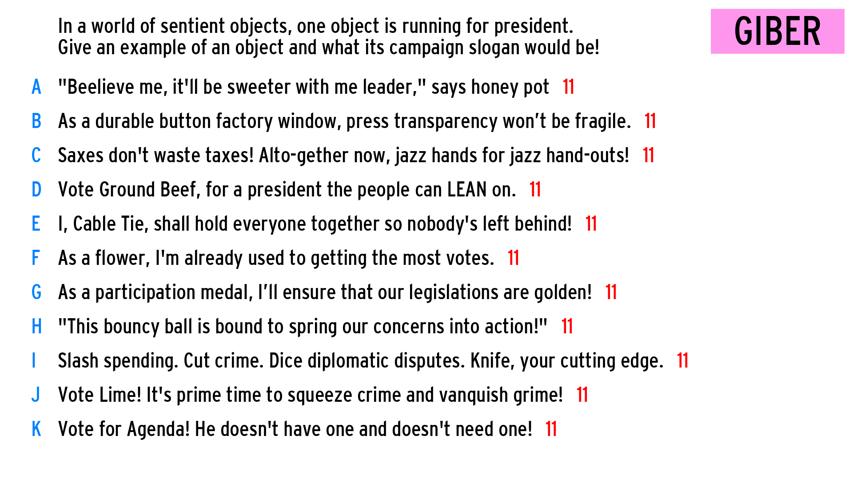 In a world of sentient objects, one object is running for president.
Give an example of an object and what its campaign slogan would be!
GIBER
A "Beelieve me, it'll be sweeter with me leader," says honey pot 11
B As a durable button factory window, press transparency won’t be fragile. 11
C Saxes don't waste taxes! Alto-gether now, jazz hands for jazz hand-outs! 11
D Vote Ground Beef, for a president the people can LEAN on. 11
E I, Cable Tie, shall hold everyone together so nobody's left behind! 11
F As a flower, I'm already used to getting the most votes. 11
G As a participation medal, I’ll ensure that our legislations are golden! 11
H "This bouncy ball is bound to spring our concerns into action!" 11
I Slash spending. Cut crime. Dice diplomatic disputes. Knife, your cutting edge. 11
J Vote Lime! It's prime time to squeeze crime and vanquish grime! 11
K Vote for Agenda! He doesn't have one and doesn't need one! 11